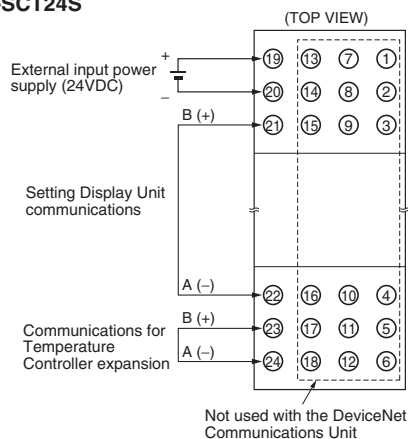 -SCT24S
(TOP VIEW)
+
External input power
supply (24VDC)
−
19 13 7 1
20 14 8 2
B (+)
21 15 9 3
Setting Display Unit
communications
A (−)
22 16 10 4
B (+)
23 17 11 5
Communications for
Temperature
Controller expansion
A (−)
24 18 12 6
Not used with the DeviceNet
Communications Unit